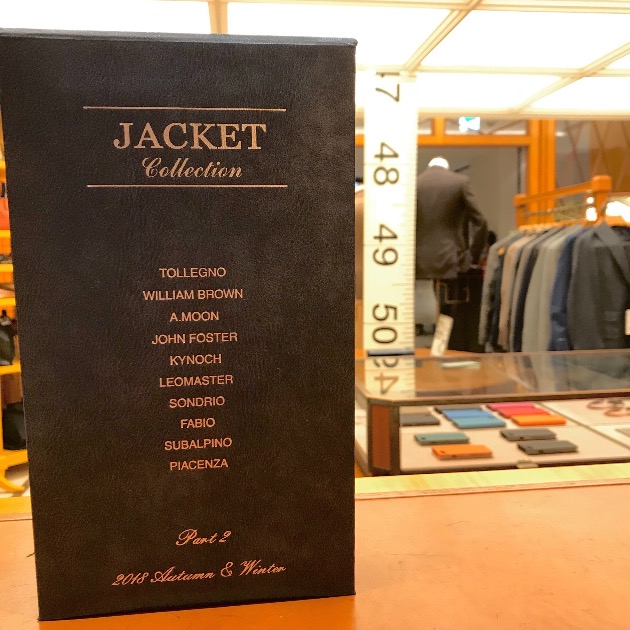 JACKET
Collection
TOLLEGNO
WILLIAM BROWN
A.MOON
JOHN FOSTER
KYNOCH
LEOMASTER
SONDRIO
FABIO
SUBALPINO
PIACENZA
Part 2
2018 Autumn & Winter
48
49
50